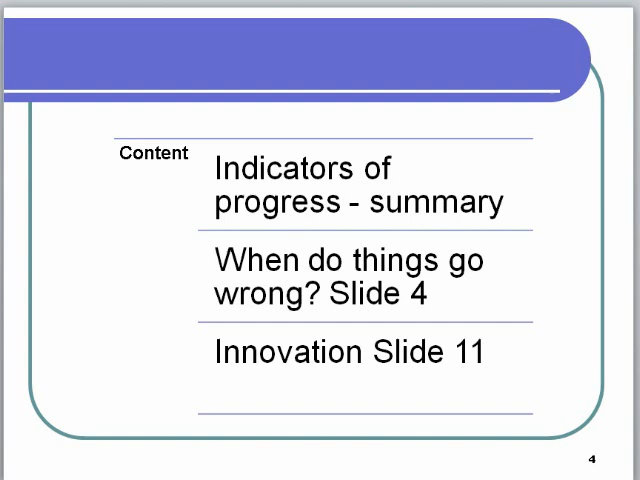 Content
Indicators of
progress - summary
When do things go
wrong? Slide 4
Innovation Slide 11
4